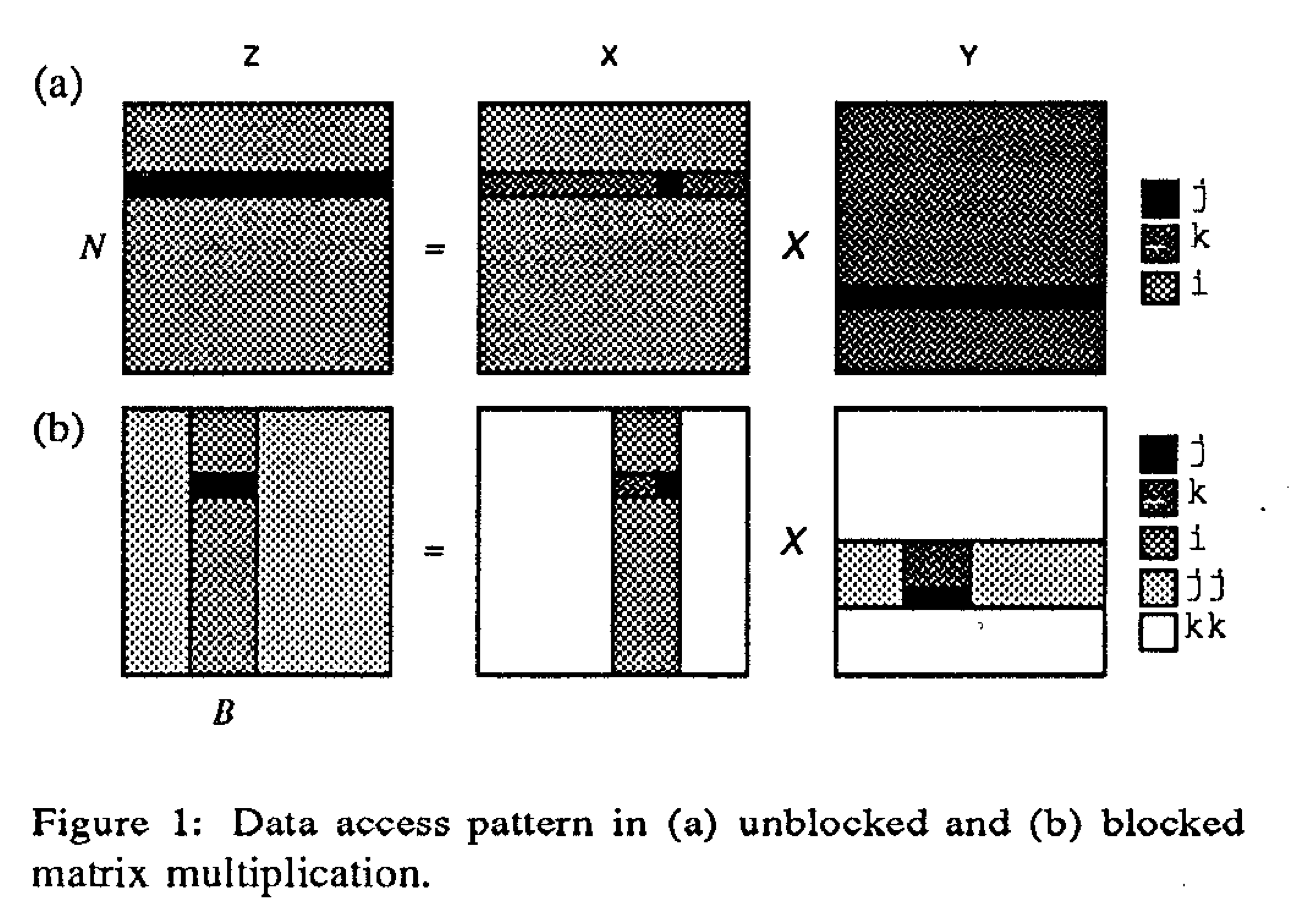 Z X Y
(a)
N = X
j
k
i
(b)
= X
j
k
i
jj
kk
B
Figure 1: Data access pattern in (a) unblocked and (b) blocked
matrix multiplication.